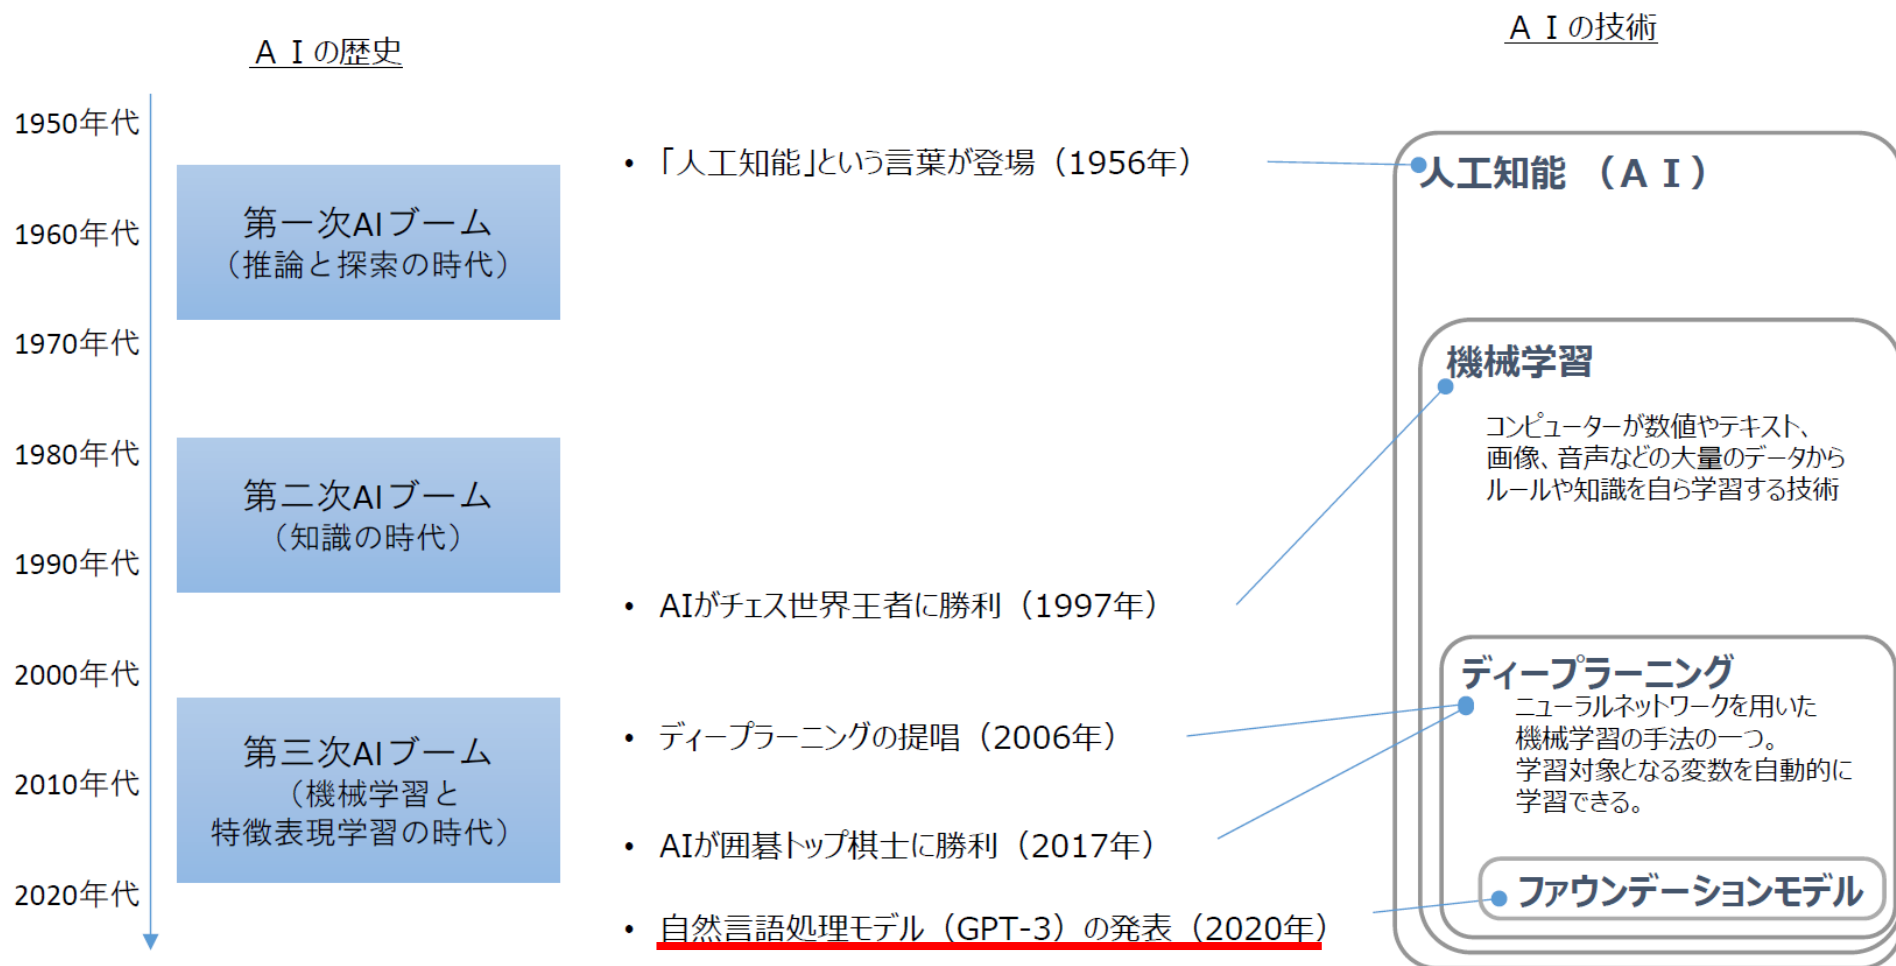 ＡＩの歴史
ＡＩの技術
1950年代
1960年代
1970年代
1980年代
1990年代
2000年代
2010年代
2020年代
第一次AIブーム
（推論と探索の時代）
第二次AIブーム
（知識の時代）
第三次AIブーム
（機械学習と
特徴表現学習の時代）
• 「人工知能」という言葉が登場（1956年）
• AIがチェス世界王者に勝利（1997年）
• ディープラーニングの提唱（2006年）
• AIが囲碁トップ棋士に勝利（2017年）
• 自然言語処理モデル（GPT-3）の発表（2020年）
人工知能 （ＡＩ）
機械学習
コンピューターが数値やテキスト、
画像、音声などの大量のデータから
ルールや知識を自ら学習する技術
ディープラーニング
ニューラルネットワークを用いた
機械学習の手法の一つ。
学習対象となる変数を自動的に
学習できる。
ファウンデーションモデル